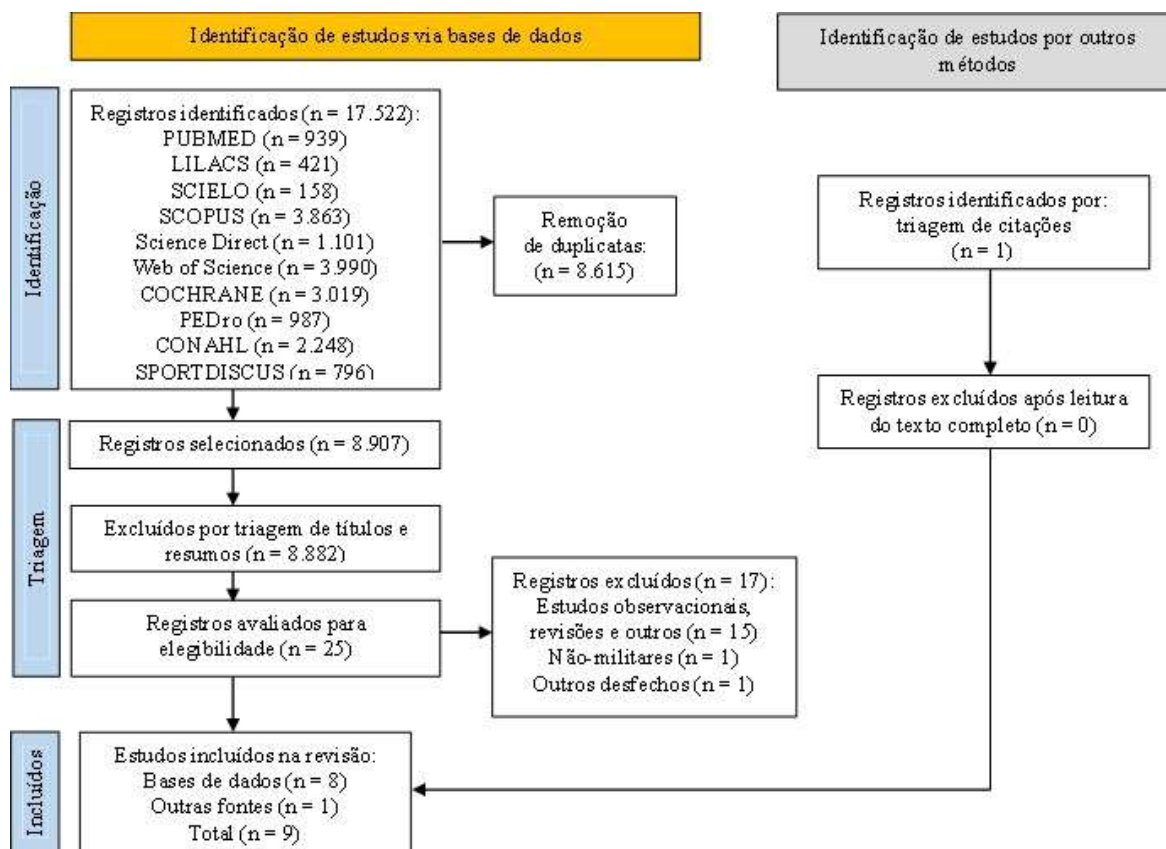 Identificação de estudos via bases de dados
Identificação de estudos por outros
métodos
Identificação
Registros identificados (n = 17.522):
PUBMED (n = 939)
LILACS (n = 421)
SCIELO (n = 158)
SCOPUS (n = 3.863)
Science Direct (n = 1.101)
Web of Science (n = 3.990)
COCHRANE (n = 3.019)
PEDro (n = 987)
CONAHL (n = 2.248)
SPORTDISCUS (n = 796)
Remoção
de duplicatas:
(n = 8.615)
Registros identificados por:
triagem de citações
(n = 1)
Registros excluídos após leitura
do texto completo (n = 0)
Triagem
Registros selecionados (n = 8.907)
Excluídos por triagem de títulos e
resumos (n = 8.882)
Registros avaliados para
elegibilidade (n = 25)
Registros excluídos (n = 17):
Estudos observacionais,
revisões e outros (n = 15)
Não-militares (n = 1)
Outros desfechos (n = 1)
Incluídos
Estudos incluídos na revisão:
Bases de dados (n = 8)
Outras fontes (n = 1)
Total (n = 9)